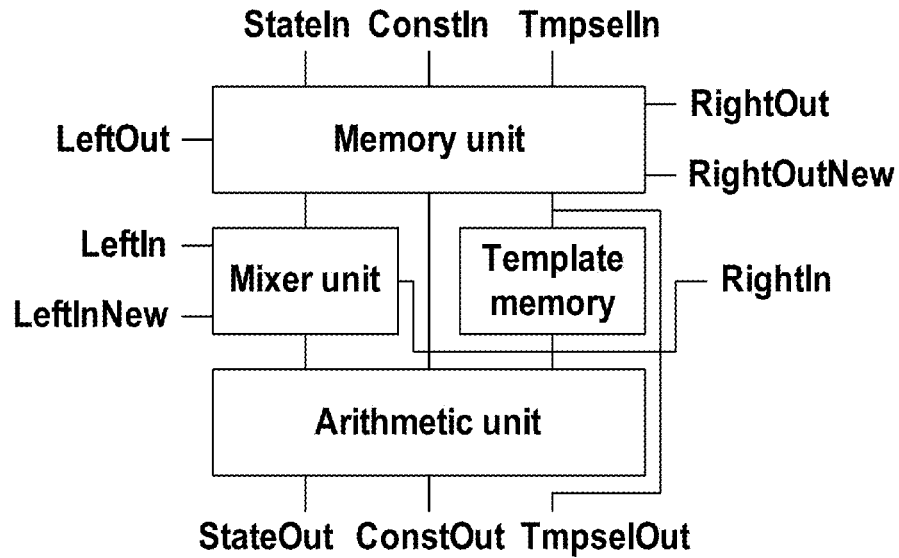 StateIn ConstIn TmpselIn
RightOut
LeftOut
Memory unit
RightOutNew
LeftIn
Mixer unit
Template
memory
RightIn
LeftInNew
Arithmetic unit
StateOut ConstOut TmpselOut